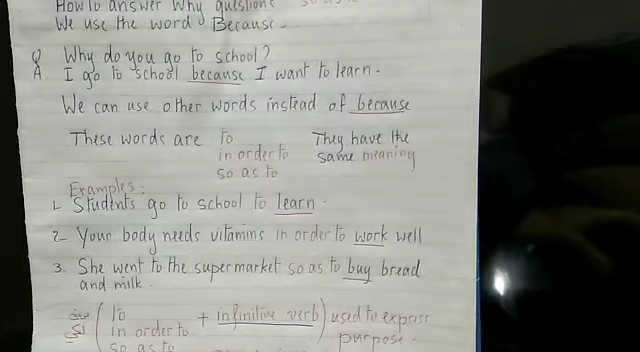 How to answer Why questions
We use the word Because.
Q Why do you go to school?
A. I go to school because I want to learn.
We can use other words instead of because
These words are to They have the
in order to same meaning
so as to
Examples:
1. Students go to school to learn.
2- Your body needs vitamins in order to work well
3. She went to the supermarket so as to buy bread
and milk.
to + infinitive verb used to express
in order to purpose.
so as to